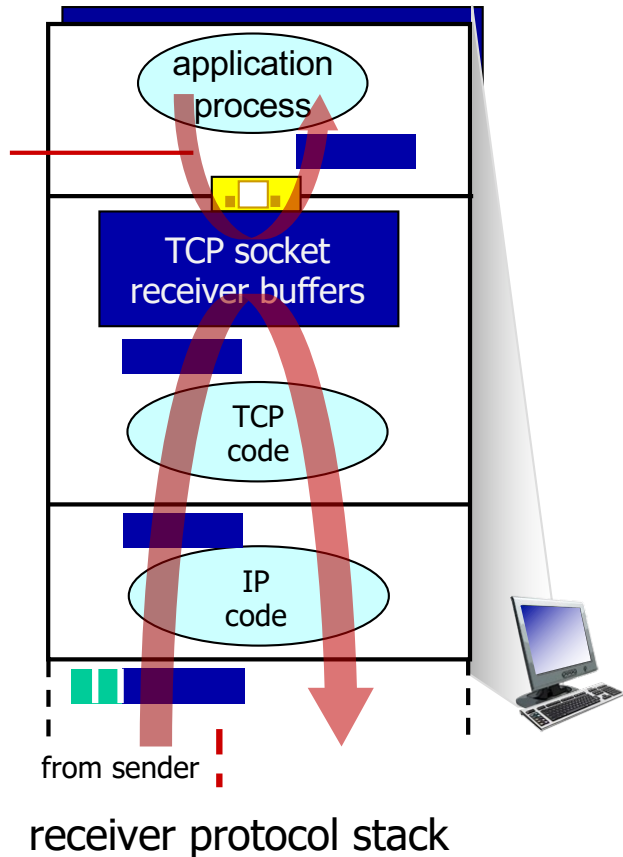 application
process
TCP socket
receiver buffers
TCP
code
IP
code
from sender
receiver protocol stack